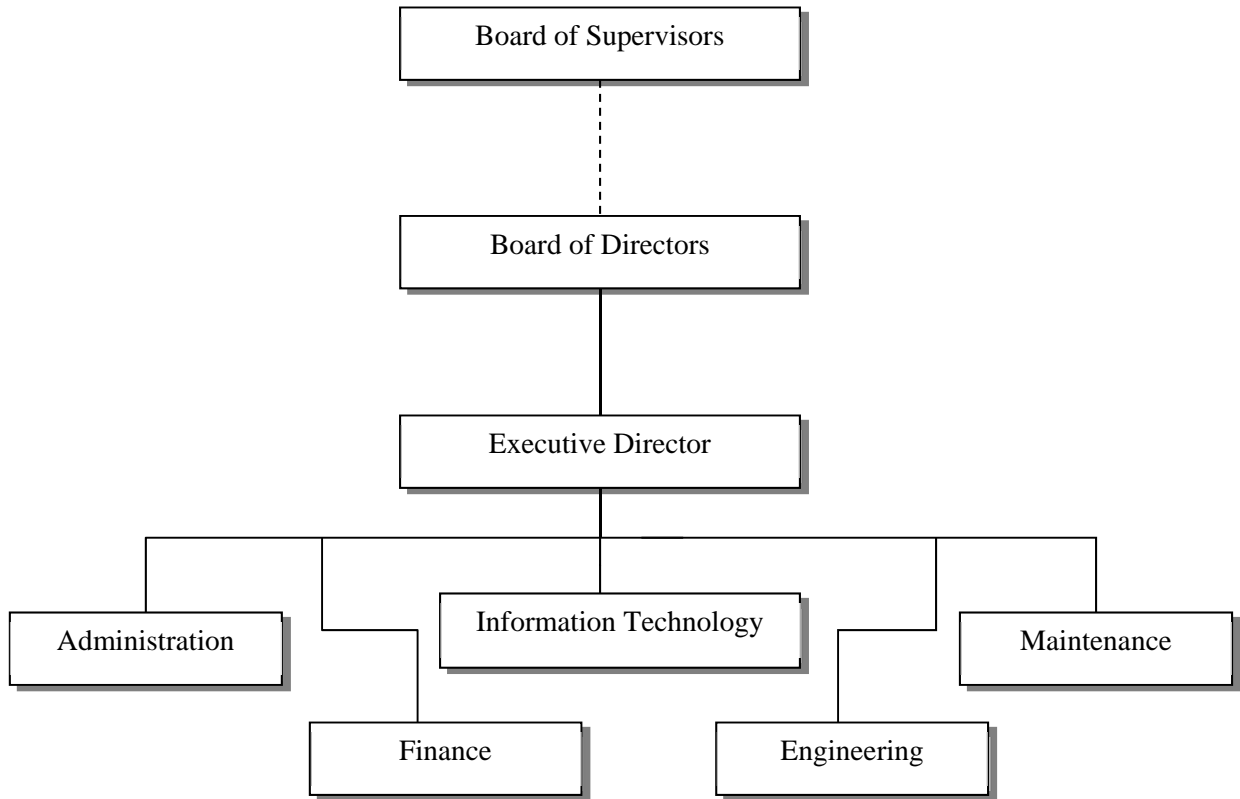 Board of Supervisors
Board of Directors
Executive Director
Administration
Information Technology
Maintenance
Finance
Engineering